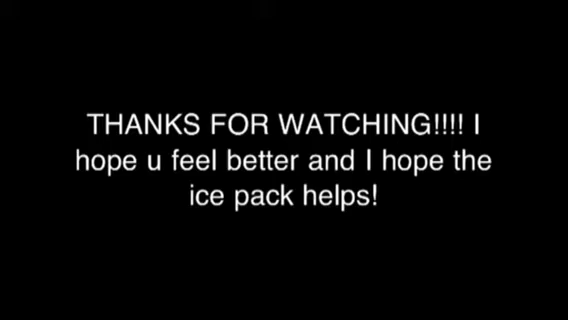 THANKS FOR WATCHING!!!! I
hope u feel better and I hope the
ice pack helps!